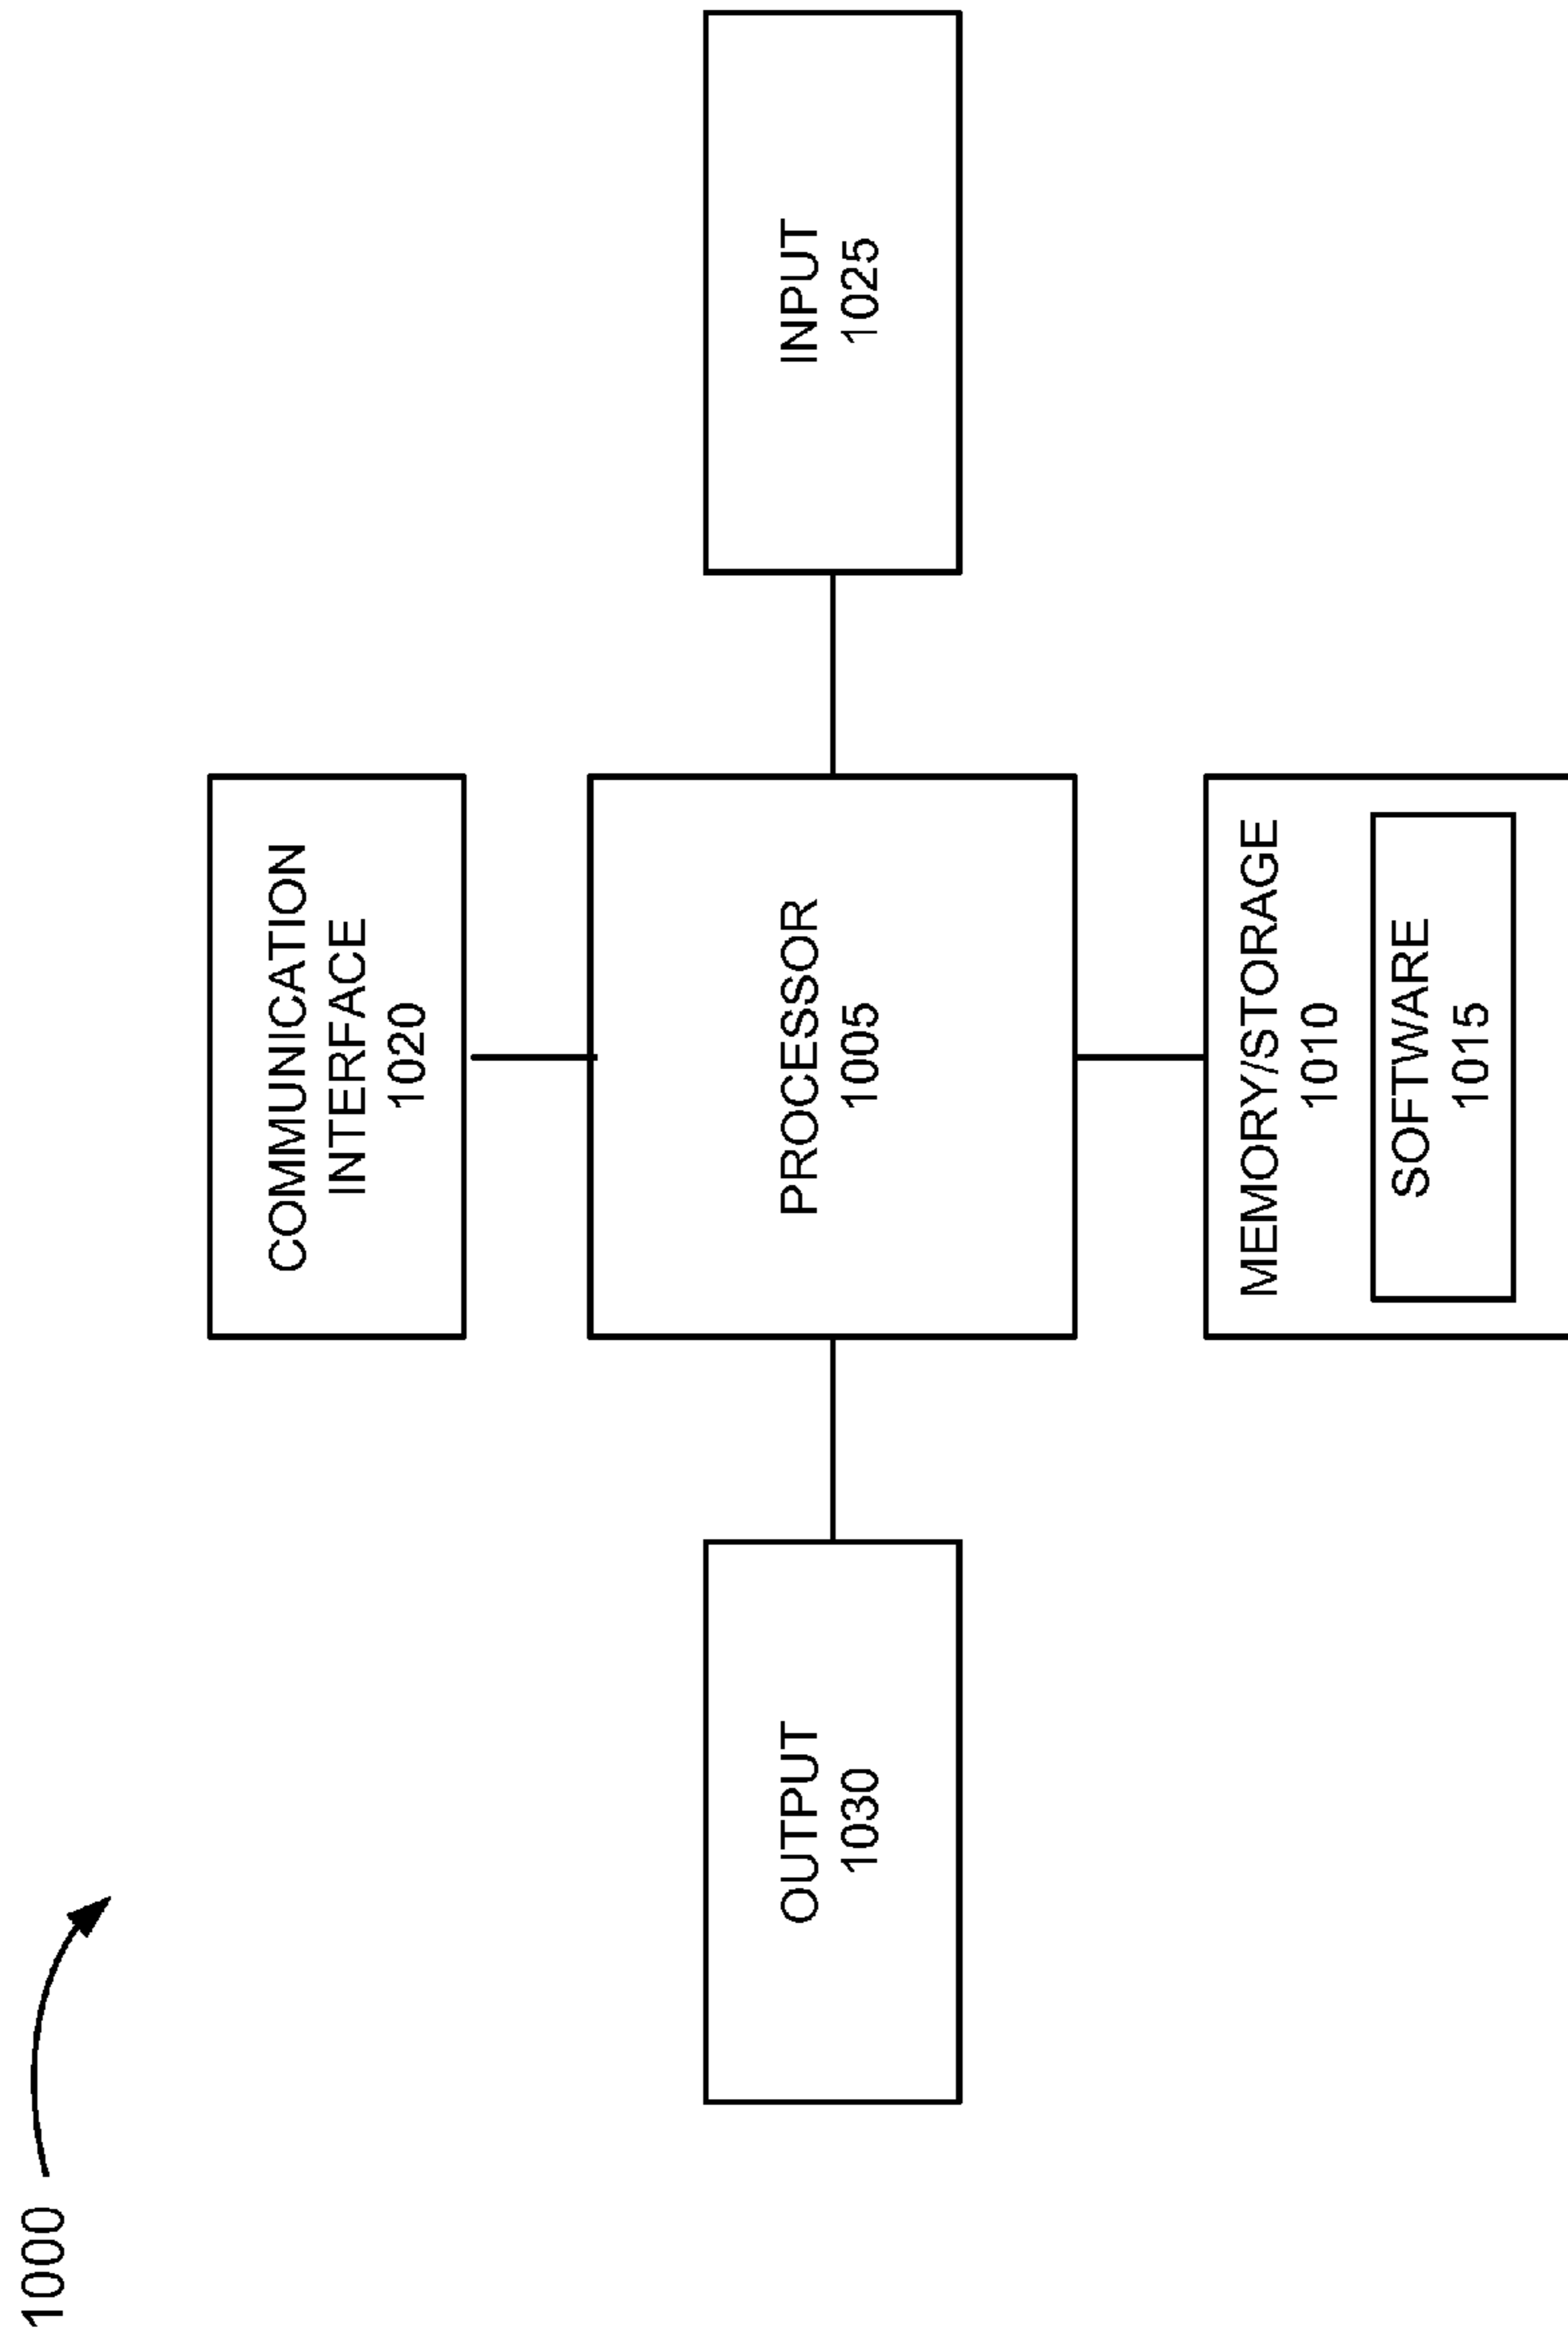 1000
COMMUNICATION
INTERFACE
1020
OUTPUT
1030
PROCESSOR
1005
INPUT
1025
MEMORY/STORAGE
1010
SOFTWARE
1015